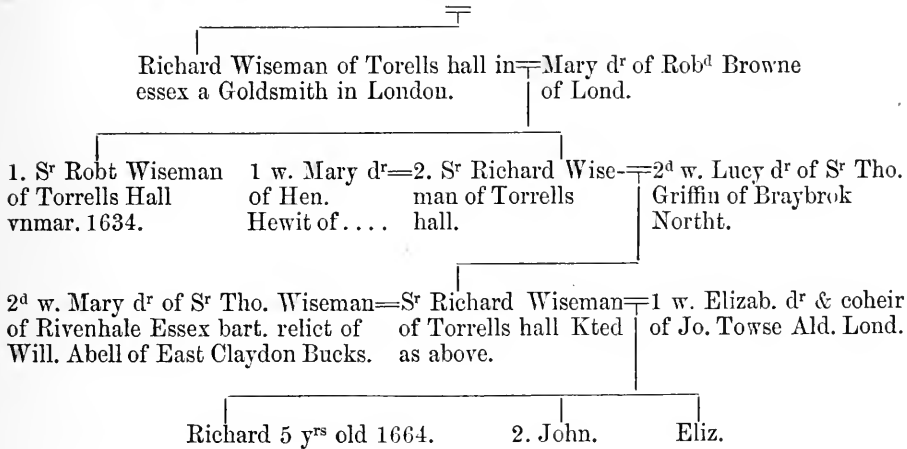 Richard Wiseman of Torells hall in Mary dʳ of Robᵈ Browne
essex a Goldsmith in London. of Lond.
1. Sʳ Robt Wiseman 1 w. Mary dʳ=2. Sʳ Richard Wise- 2ᵈ w. Lucy dʳ of Sʳ Tho.
of Torrells Hall of Hen. man of Torrells Griffin of Braybrok
vnmar. 1634. Hewit of.... hall. Northt.
2ᵈ w. Mary dʳ of Sʳ Tho. Wiseman=Sʳ Richard Wiseman 1 w. Elizab. dʳ & coheir
of Rivenhale Essex bart. relict of of Torrells hall Kted of Jo. Towse Ald. Lond.
Will. Abell of East Claydon Bucks. as above.
Richard 5 yʳˢ old 1664. 2. John. Eliz.